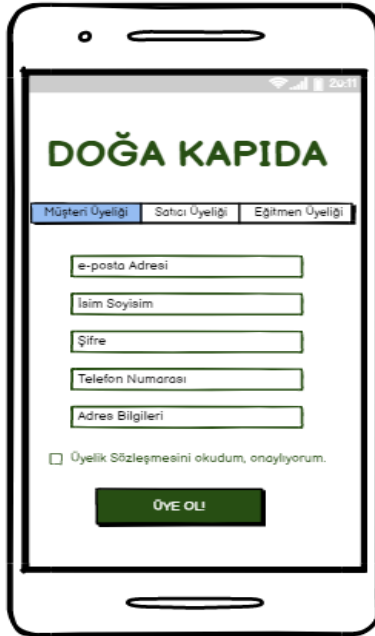 20:11
DOĞA KAPIDA
Müşteri Üyeliği Satıcı Üyeliği Eğitmen Üyeliği
e-posta Adresi
İsim Soyisim
Şifre
Telefon Numarası
Adres Bilgileri
Üyelik Sözleşmesini okudum, onaylıyorum.
ÜYE OL!